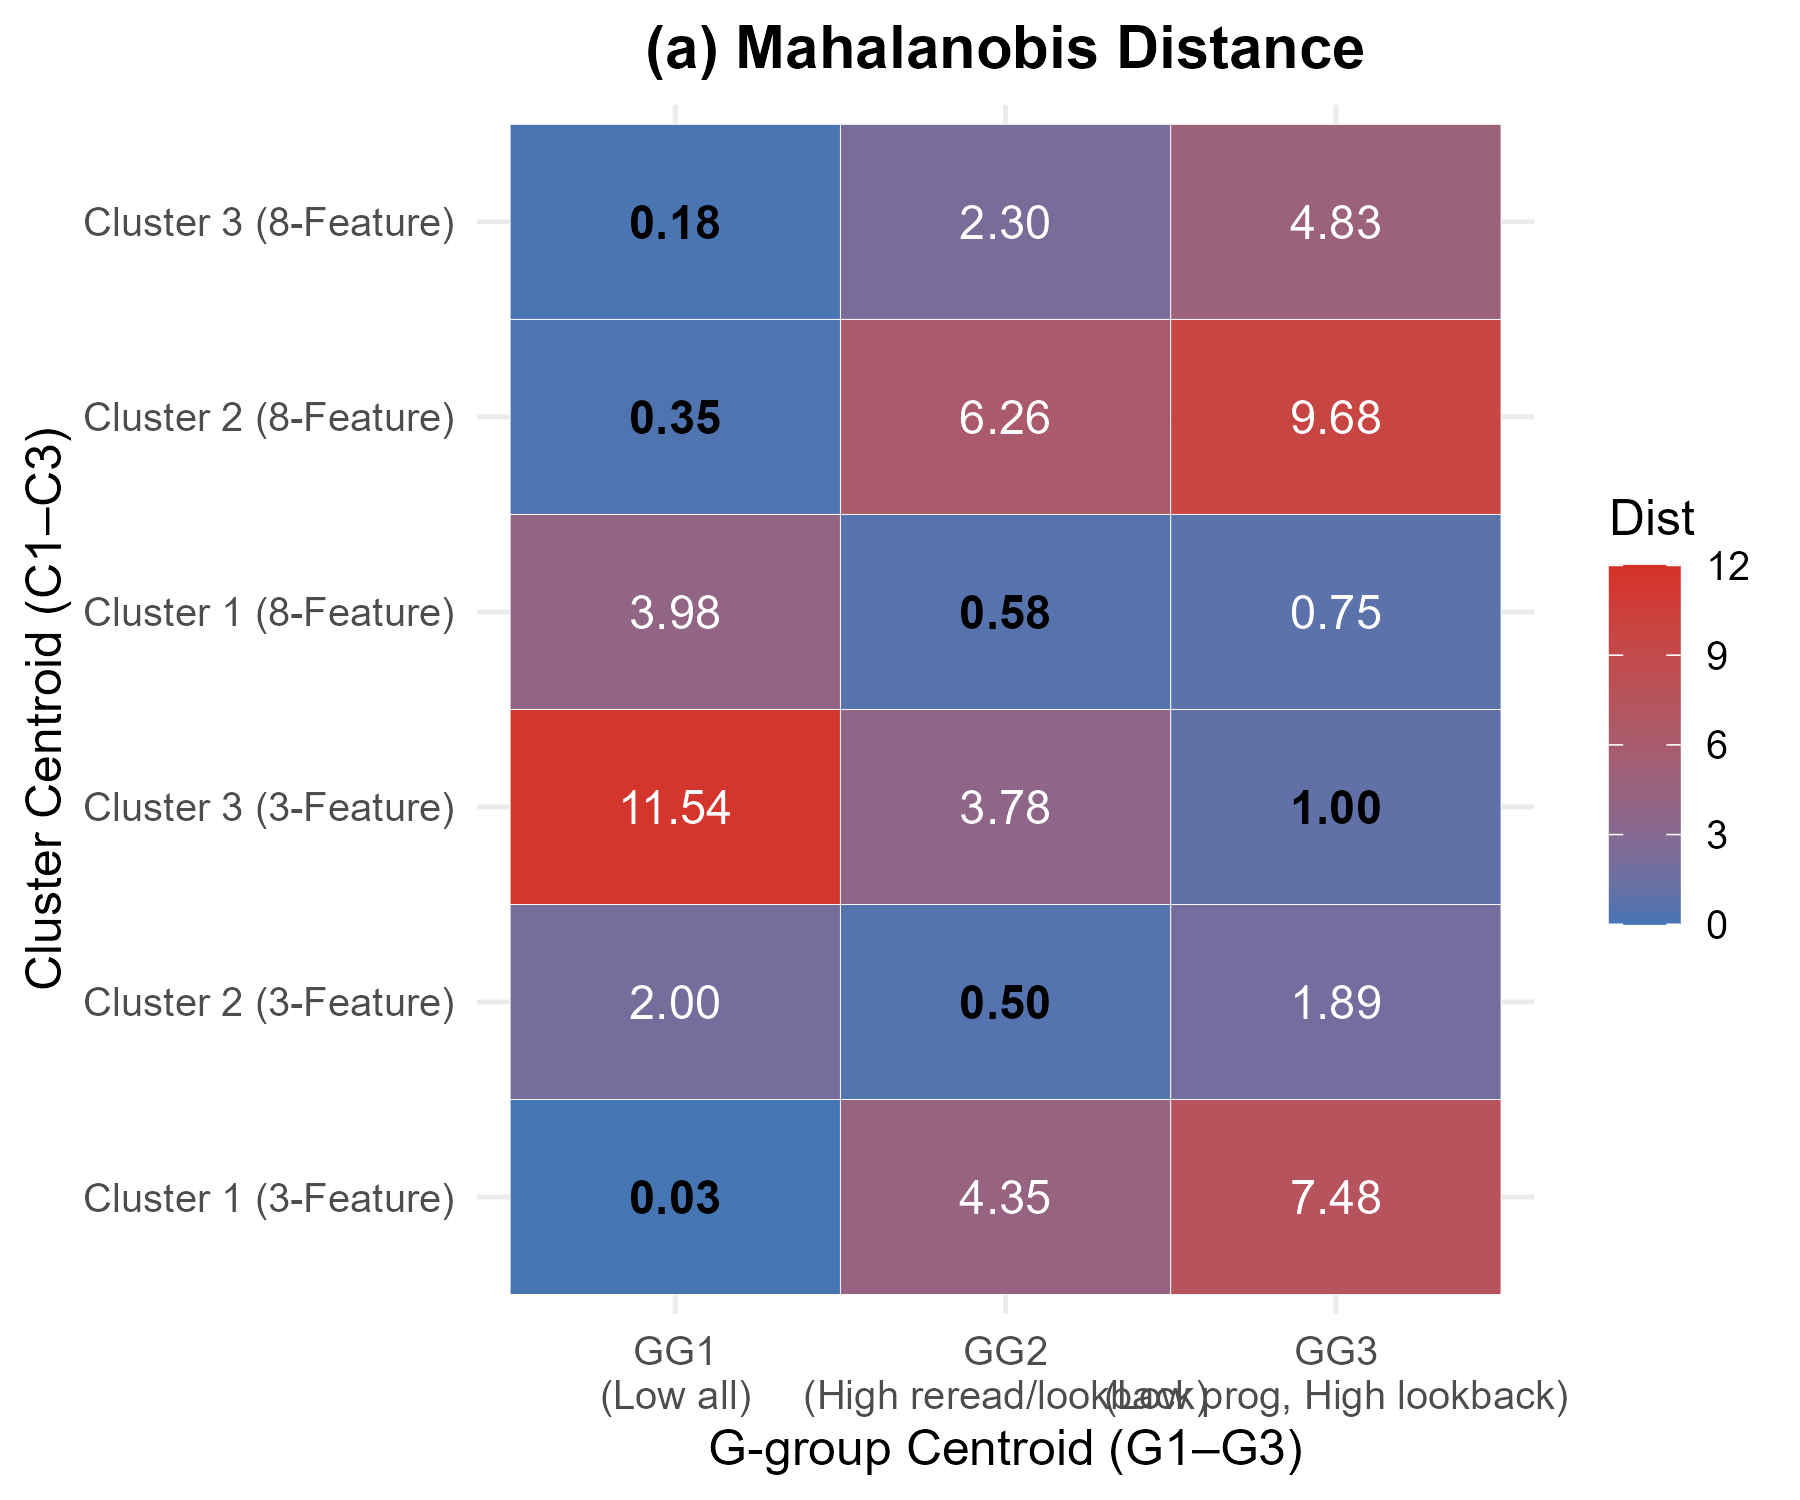 (a) Mahalanobis Distance
Cluster Centroid (C1–C3)
Cluster 3 (8-Feature) 0.18 2.30 4.83
Cluster 2 (8-Feature) 0.35 6.26 9.68
Cluster 1 (8-Feature) 3.98 0.58 0.75
Cluster 3 (3-Feature) 11.54 3.78 1.00
Cluster 2 (3-Feature) 2.00 0.50 1.89
Cluster 1 (3-Feature) 0.03 4.35 7.48
GG1 GG2 GG3
(Low all) (High reread/lookback) (Low prog, High lookback)
G-group Centroid (G1–G3)
Dist
12
9
6
3
0